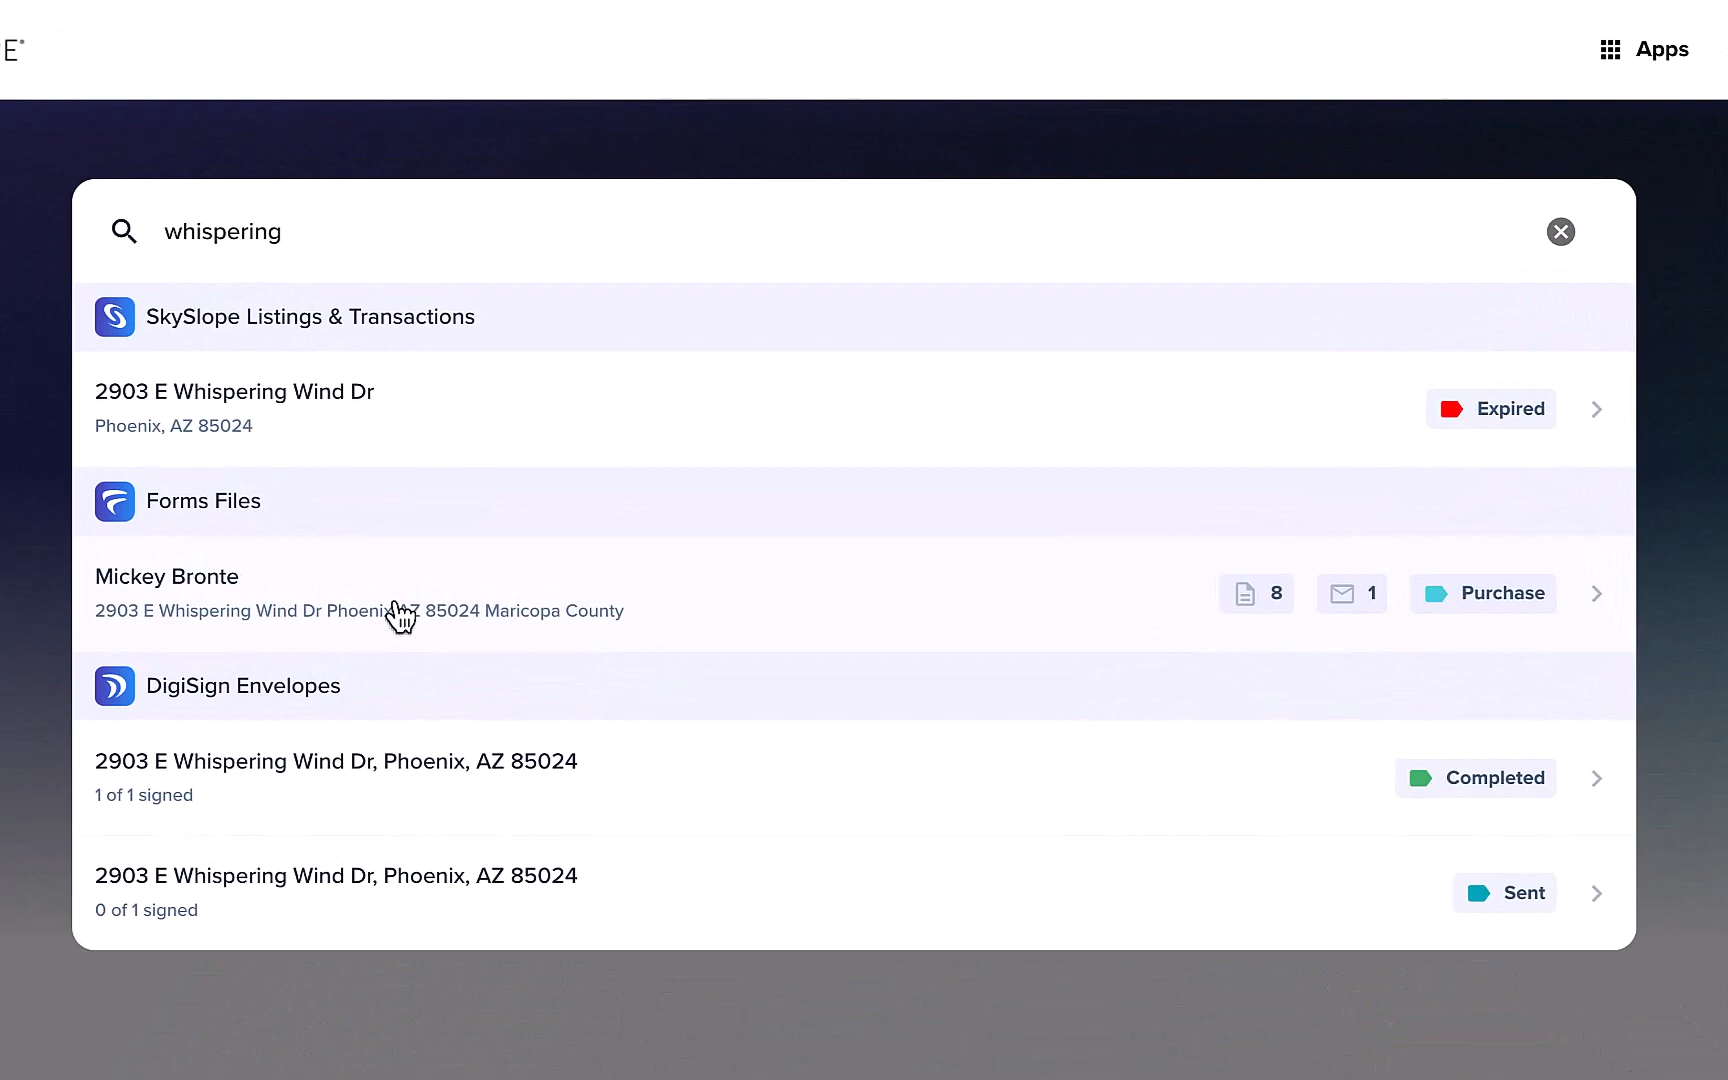 E
Apps
whispering
SkySlope Listings & Transactions
2903 E Whispering Wind Dr
Phoenix, AZ 85024
Expired
Forms Files
Mickey Bronte
2903 E Whispering Wind Dr Phoenix AZ 85024 Maricopa County
8
1
Purchase
DigiSign Envelopes
2903 E Whispering Wind Dr, Phoenix, AZ 85024
1 of 1 signed
Completed
2903 E Whispering Wind Dr, Phoenix, AZ 85024
0 of 1 signed
Sent